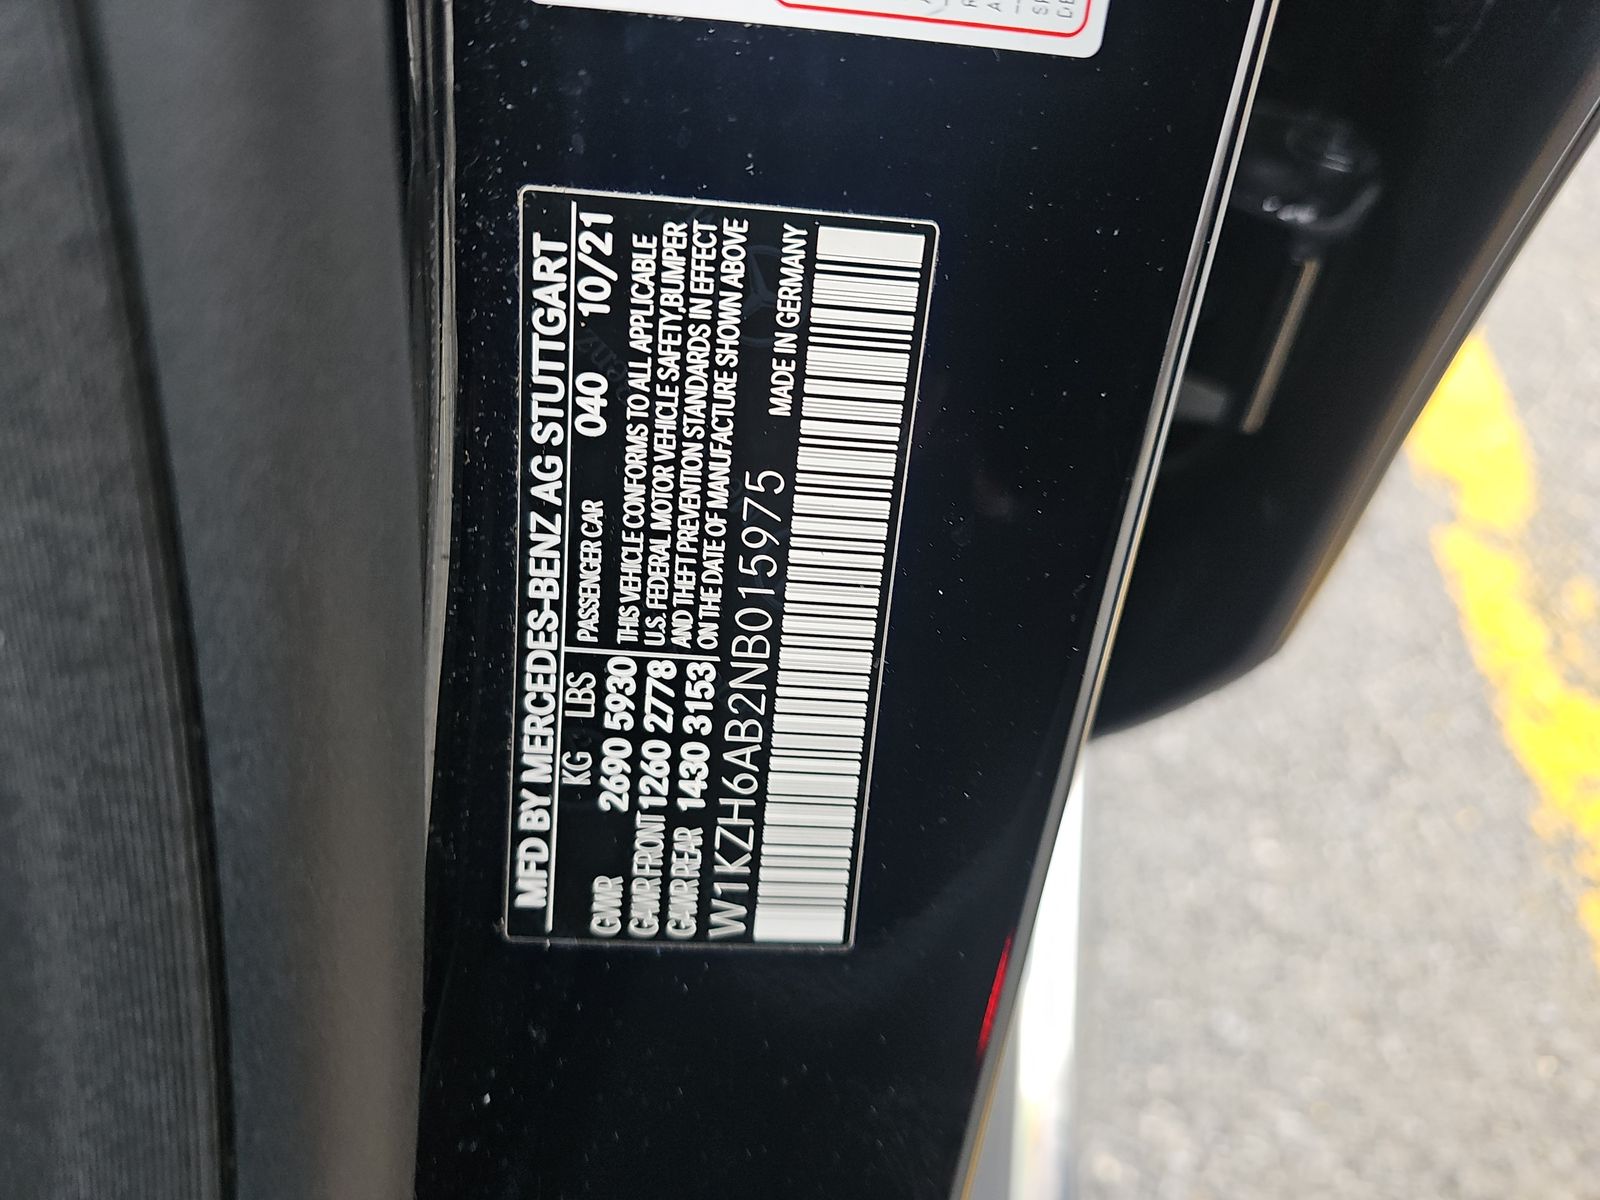 MFD BY MERCEDES-BENZ AG STUTTGART
KG LBS PASSENGER CAR 040 10/21
GVWR 2690 5930 THIS VEHICLE CONFORMS TO ALL APPLICABLE
GAWR FRONT 1260 2778 U.S. FEDERAL MOTOR VEHICLE SAFETY,BUMPER
GAWR REAR 1430 3153 AND THEFT PREVENTION STANDARDS IN EFFECT
ON THE DATE OF MANUFACTURE SHOWN ABOVE
W1KZH6AB2NB015975 MADE IN GERMANY